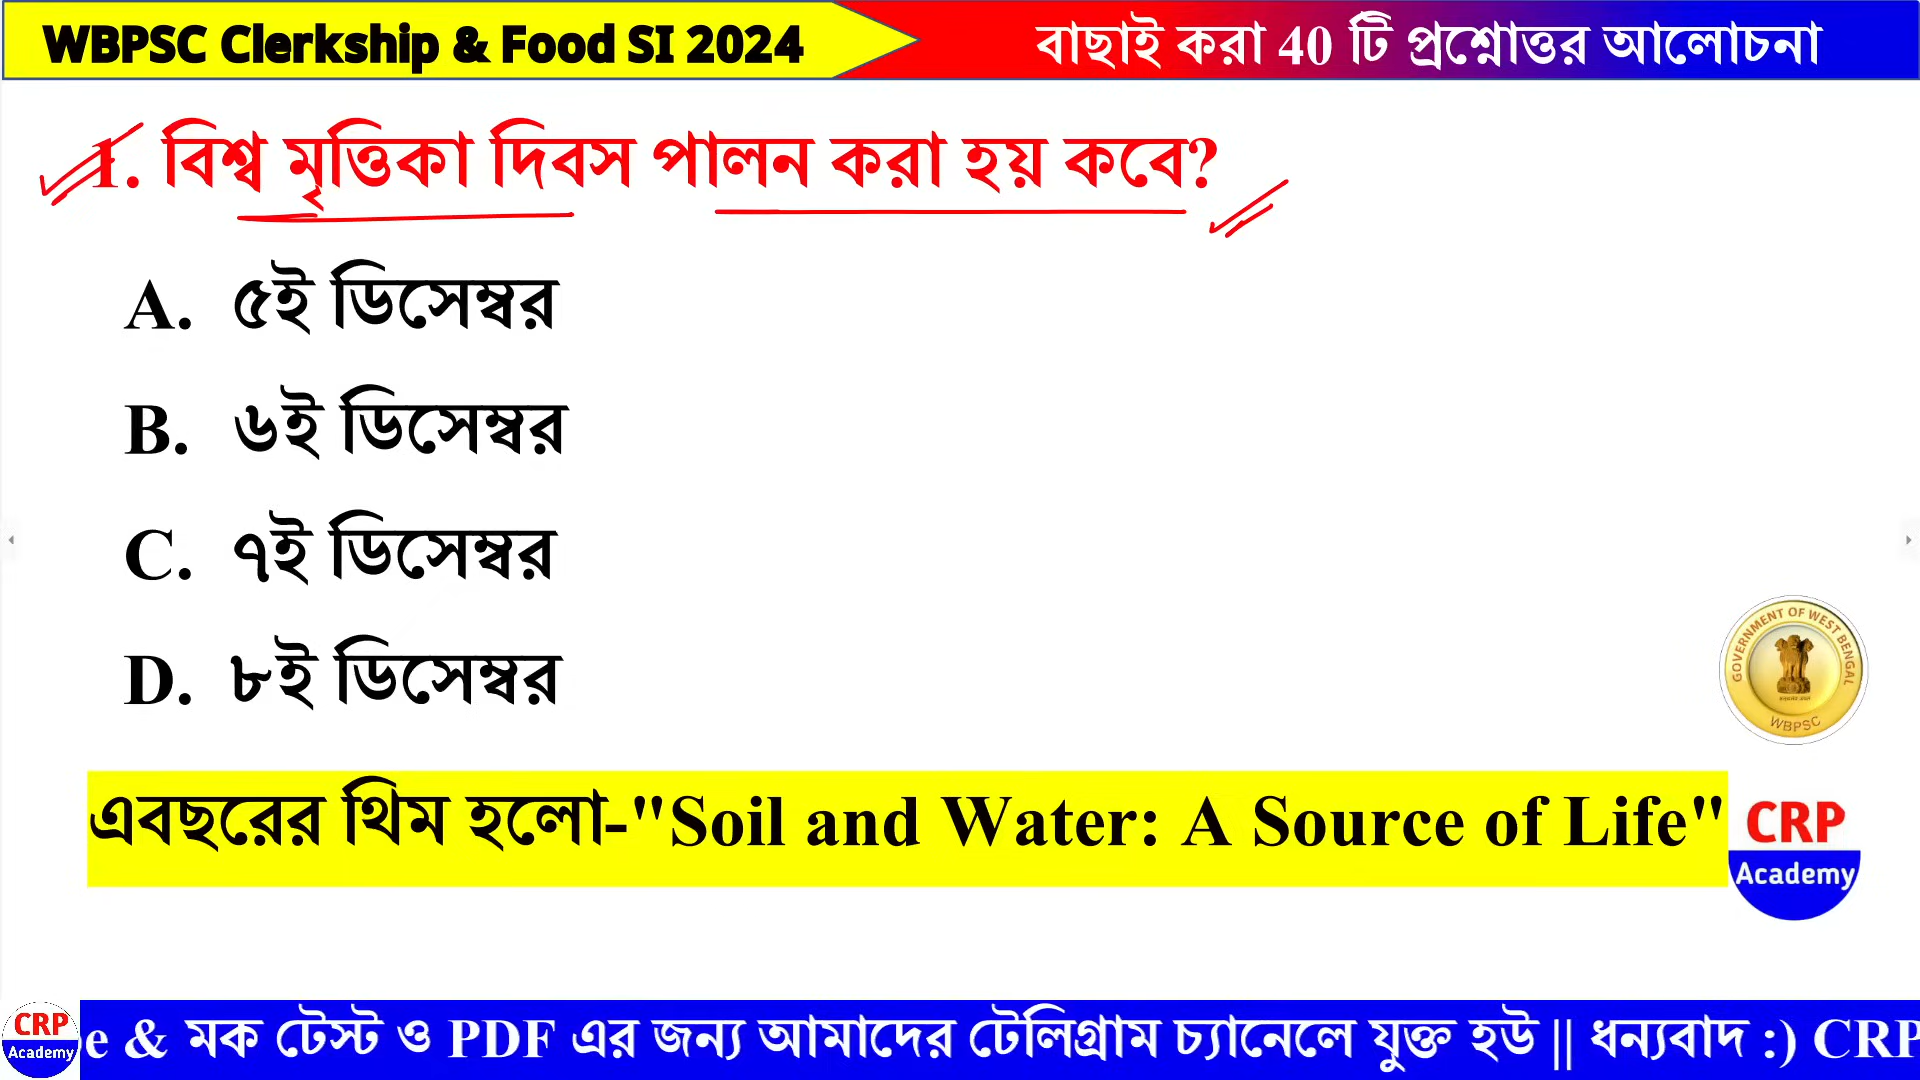 WBPSC Clerkship & Food SI 2024
বাছাই করা 40 টি প্রশ্নোত্তর আলোচনা
1. বিশ্ব মৃত্তিকা দিবস পালন করা হয় কবে?
A. ৫ই ডিসেম্বর
B. ৬ই ডিসেম্বর
C. ৭ই ডিসেম্বর
D. ৮ই ডিসেম্বর
GOVERNMENT OF WEST BENGAL
WBPSC
এবছরের থিম হলো-"Soil and Water: A Source of Life"
CRP
Academy
CRP
Academy
e & মক টেস্ট ও PDF এর জন্য আমাদের টেলিগ্রাম চ্যানেলে যুক্ত হউ || ধন্যবাদ :) CRP